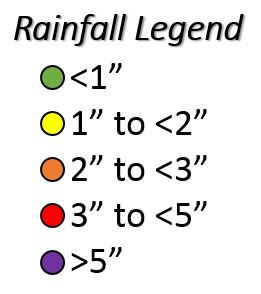 Rainfall Legend
<1”
1” to <2”
2” to <3”
3” to <5”
>5”